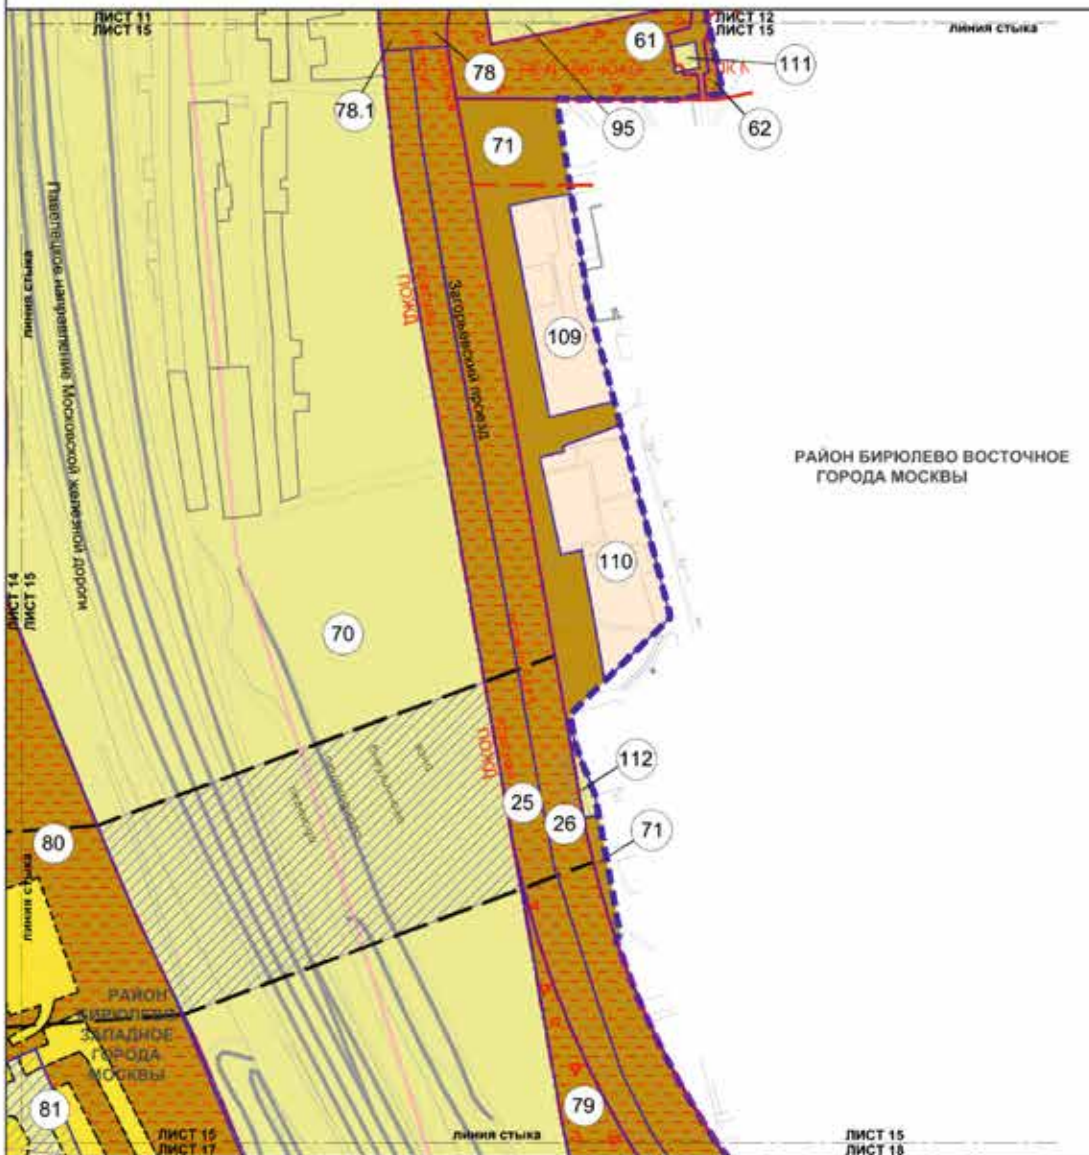 ЛИСТ 11
ЛИСТ 15
ЛИСТ 12
ЛИСТ 15
линия стыка
61
111
78
78.1
95
62
71
линия стыка
Павелецкое направление Московской железной дороги
ПОЖД
Загорьевский проезд
109
РАЙОН БИРЮЛЕВО ВОСТОЧНОЕ
ГОРОДА МОСКВЫ
110
ЛИСТ 14
ЛИСТ 15
70
ПОЖД
112
25
26
71
80
линия стыка
РАЙОН
БИРЮЛЕВО
ЗАПАДНОЕ
ГОРОДА
МОСКВЫ
81
79
ЛИСТ 15
ЛИСТ 17
линия стыка
ЛИСТ 15
ЛИСТ 18